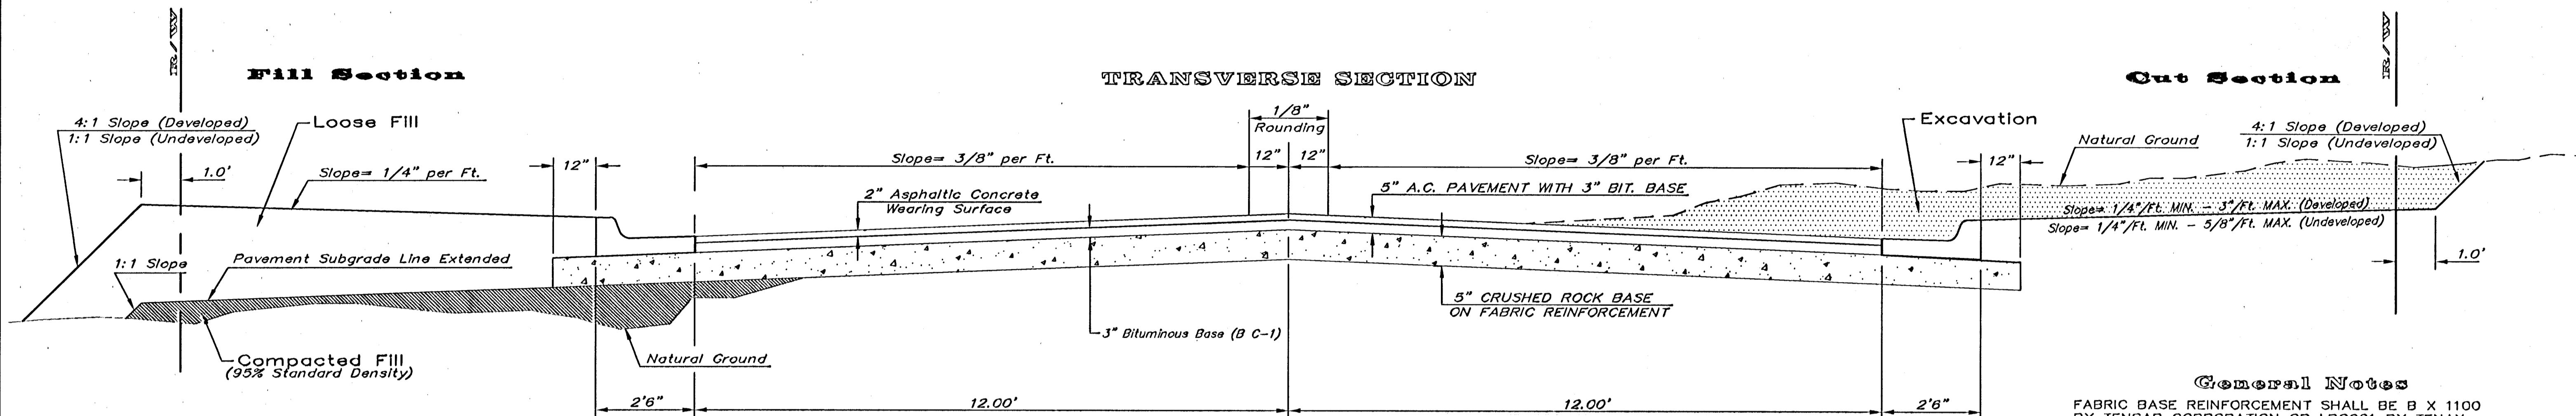 R/W
R/W
Fill Section
TRANSVERSE SECTION
Cut Section
4:1 Slope (Developed)
1:1 Slope (Undeveloped)
Loose Fill
1/8"
Rounding
Excavation
Natural Ground
4:1 Slope (Developed)
1:1 Slope (Undeveloped)
1.0'
Slope= 1/4" per Ft.
12"
Slope= 3/8" per Ft.
12"
12"
Slope= 3/8" per Ft.
12"
2" Asphaltic Concrete
Wearing Surface
5" A.C. PAVEMENT WITH 3" BIT. BASE
Slope= 1/4"/Ft. MIN. - 3"/Ft. MAX. (Developed)
Slope= 1/4"/Ft. MIN. - 5/8"/Ft. MAX. (Undeveloped)
1:1 Slope
Pavement Subgrade Line Extended
1.0'
5" CRUSHED ROCK BASE
ON FABRIC REINFORCEMENT
3" Bituminous Base (B C-1)
Compacted Fill
(95% Standard Density)
Natural Ground
General Notes
2'6"
12.00'
12.00'
2'6"
FABRIC BASE REINFORCEMENT SHALL BE B X 1100